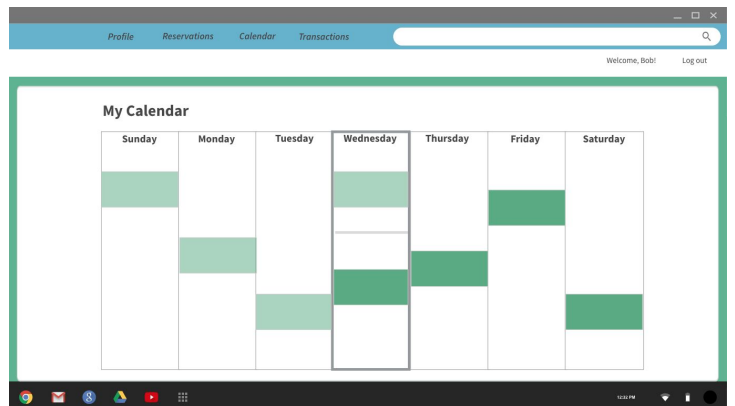 Profile Reservations Calendar Transactions
Welcome, Bob! Log out
My Calendar
Sunday Monday Tuesday Wednesday Thursday Friday Saturday
12:32 PM